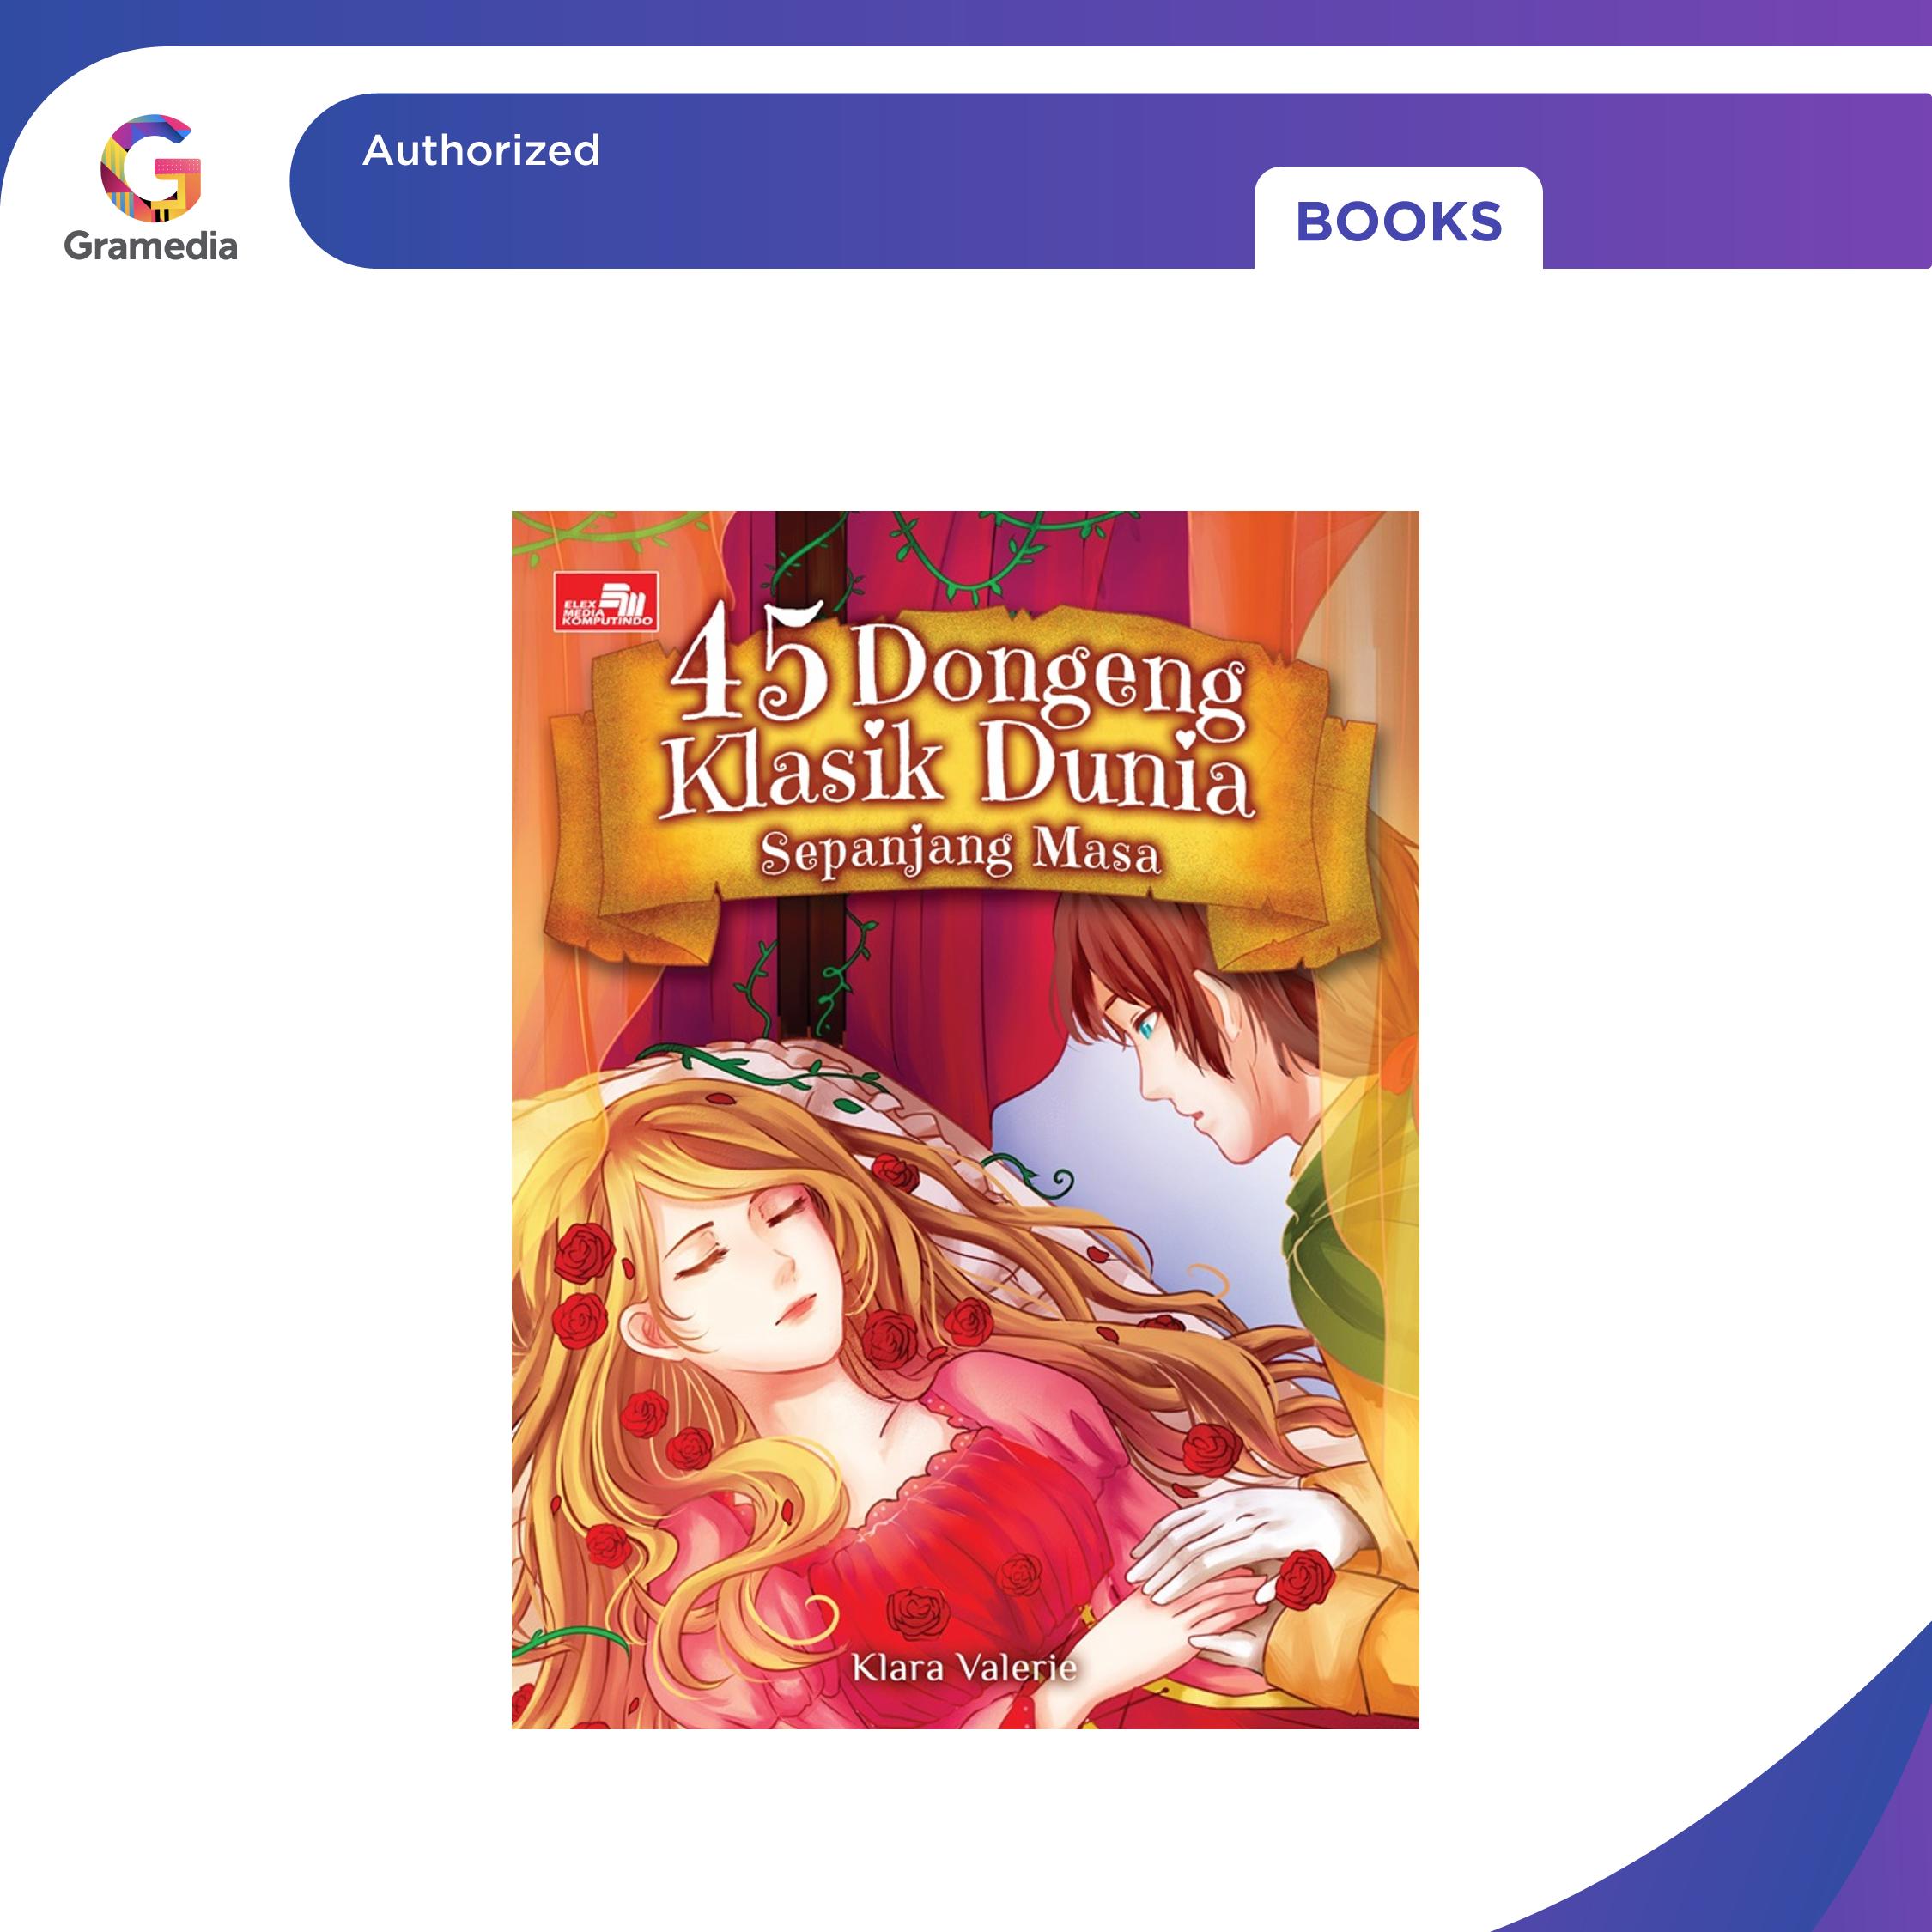 Authorized
BOOKS
Gramedia
ELEX
MEDIA
KOMPUTINDO
45 Dongeng
Klasik Dunia
Sepanjang Masa
Klara Valerie